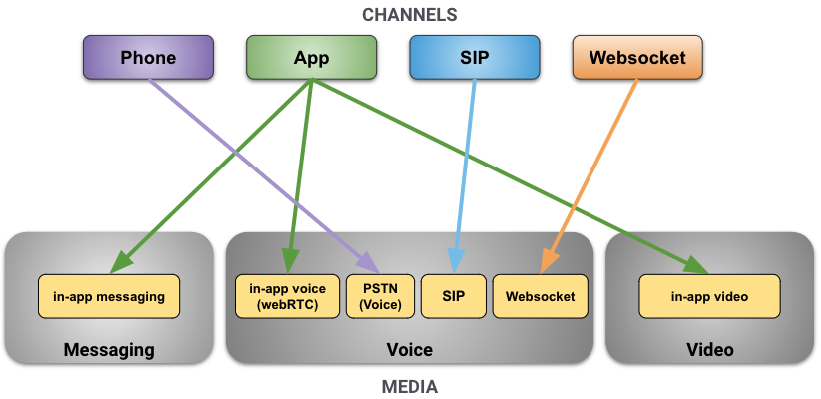 CHANNELS
Phone
App
SIP
Websocket
in-app messaging
in-app voice
(webRTC)
PSTN
(Voice)
SIP
Websocket
in-app video
Messaging
Voice
Video
MEDIA